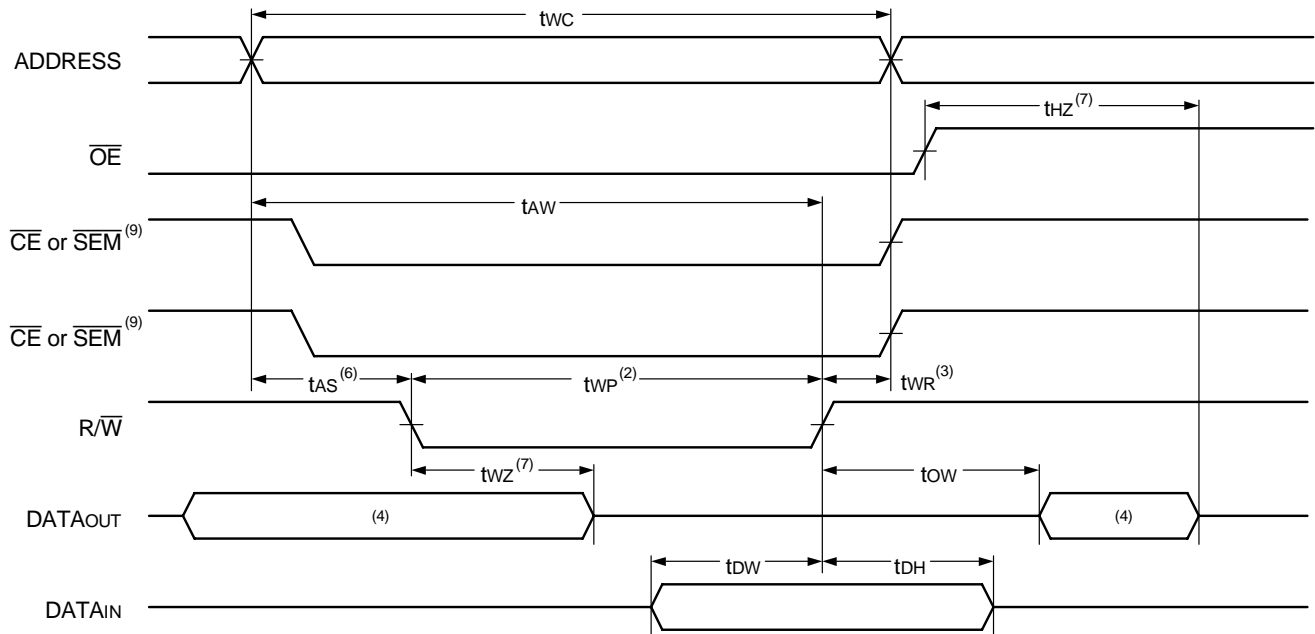 tWC
ADDRESS
tHZ(7)
OE
tAW
CE or SEM(9)
CE or SEM(9)
tAS(6)
tWP(2)
tWR(3)
R/W
tWZ(7)
tOW
DATAOUT
(4)
(4)
tDW
tDH
DATAIN